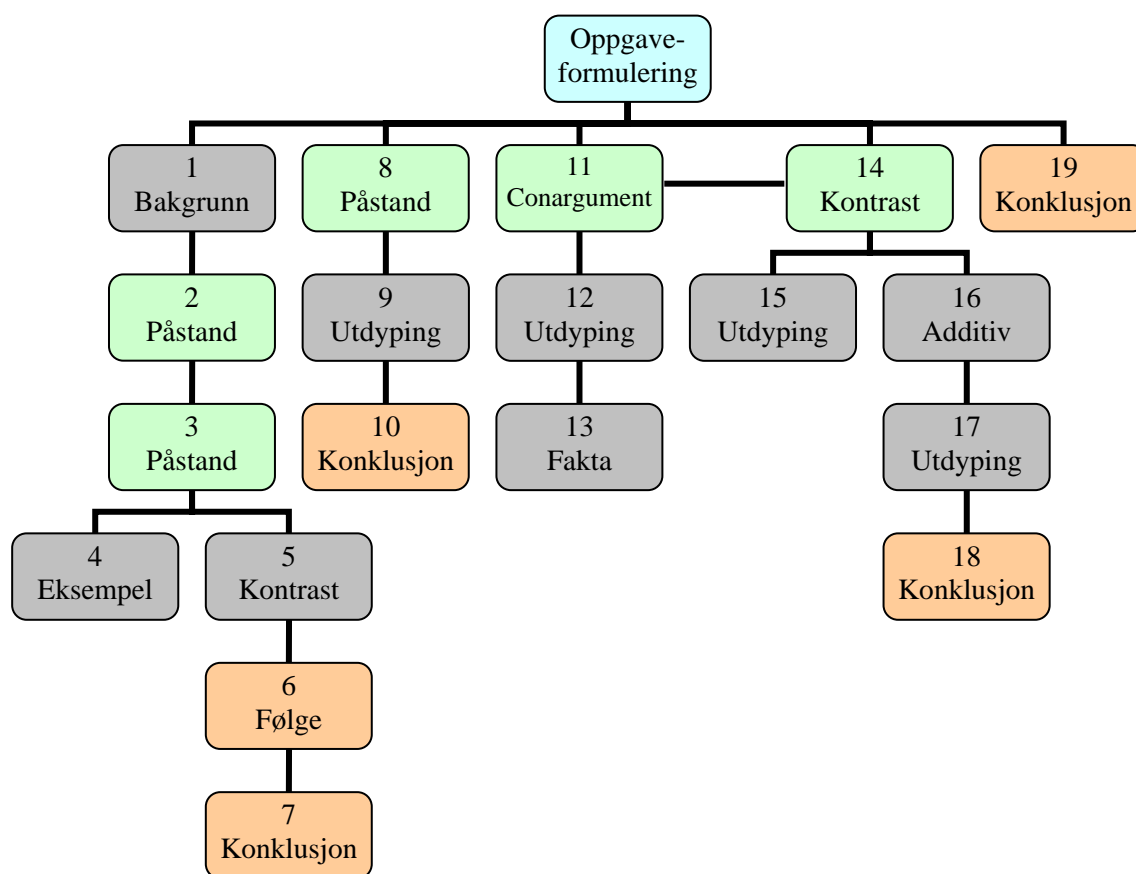 Oppgave-
formulering
1
Bakgrunn
8
Påstand
11
Conargument
14
Kontrast
19
Konklusjon
2
Påstand
9
Utdyping
12
Utdyping
15
Utdyping
16
Additiv
3
Påstand
10
Konklusjon
13
Fakta
17
Utdyping
4
Eksempel
5
Kontrast
18
Konklusjon
6
Følge
7
Konklusjon